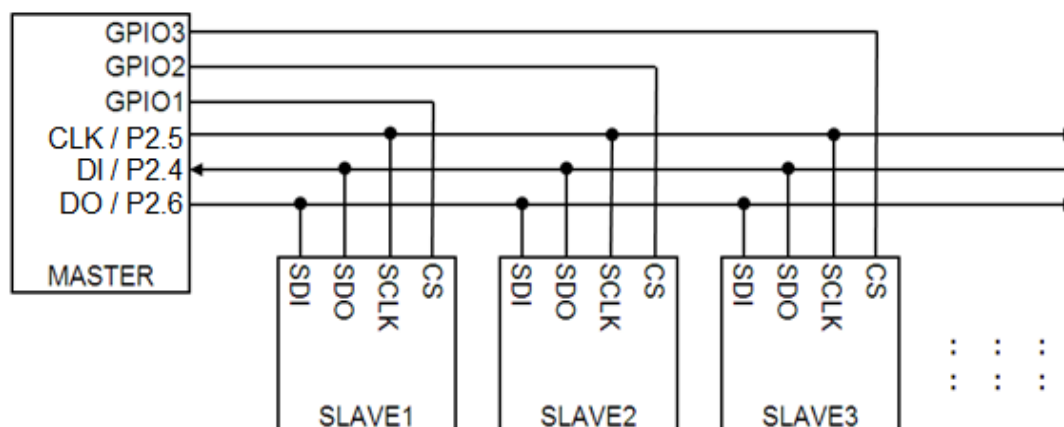 GPIO3
GPIO2
GPIO1
CLK / P2.5
DI / P2.4
DO / P2.6
MASTER
SDI
SDO
SCLK
CS
SLAVE1
SDI
SDO
SCLK
CS
SLAVE2
SDI
SDO
SCLK
CS
SLAVE3